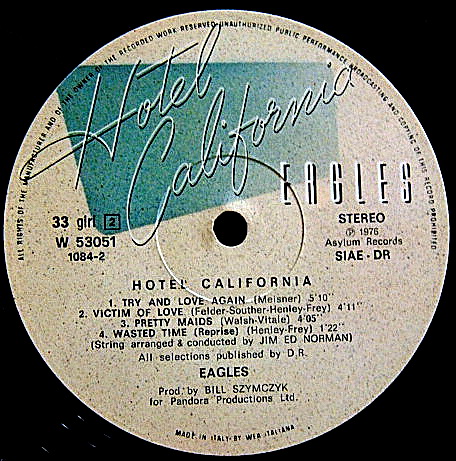 ALL RIGHTS OF THE MANUFACTURER AND OF THE OWNER OF THE RECORDED WORK RESERVED UNAUTHORIZED PUBLIC PERFORMANCE BROADCASTING AND COPYING OF THIS RECORD PROHIBITED
Hotel
California
EAGLES
33 giri 2
W 53051
1084-2
STEREO
℗ 1976
Asylum Records
SIAE - DR
HOTEL CALIFORNIA
1. TRY AND LOVE AGAIN (Meisner) 5'10"
2. VICTIM OF LOVE (Felder-Souther-Henley-Frey) 4'11"
3. PRETTY MAIDS (Walsh-Vitale) 4'05"
4. WASTED TIME (Reprise) (Henley-Frey) 1'22"
(String arranged & conducted by JIM ED NORMAN)
All selections published by D.R.
EAGLES
Prod. by BILL SZYMCZYK
for Pandora Productions Ltd.
MADE IN ITALY-BY WEA ITALIANA